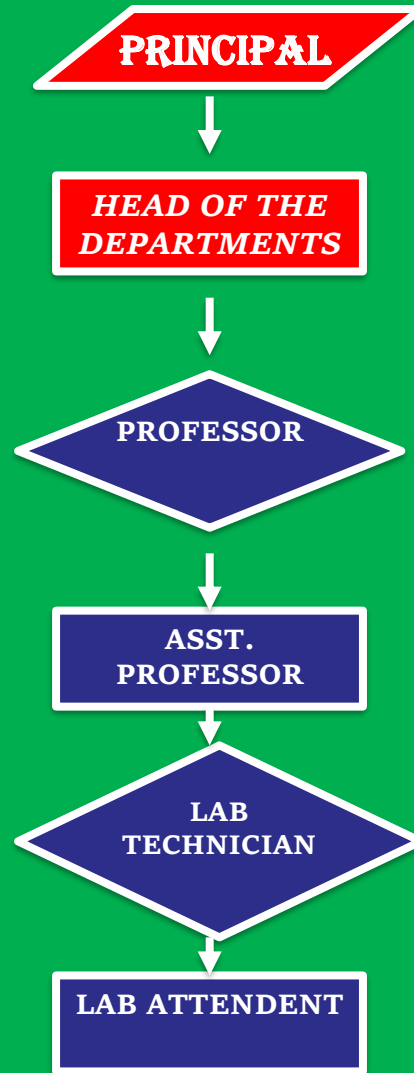 PRINCIPAL
HEAD OF THE
DEPARTMENTS
PROFESSOR
ASST.
PROFESSOR
LAB
TECHNICIAN
LAB ATTENDENT